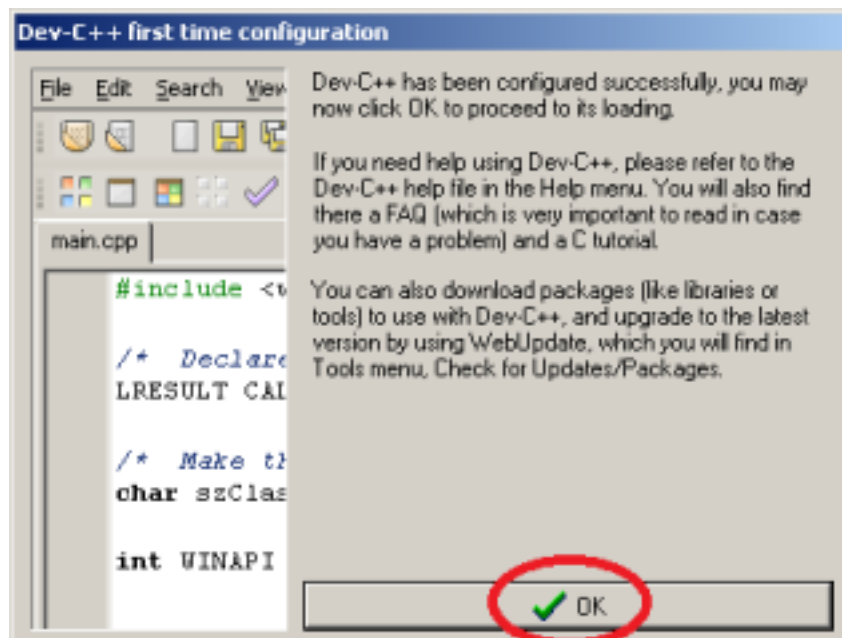 Dev-C++ first time configuration
File Edit Search View
main.cpp
#include <w
/* Declare
LRESULT CAL
/* Make th
char szClas
int WINAPI
Dev-C++ has been configured successfully, you may
now click OK to proceed to its loading.
If you need help using Dev-C++, please refer to the
Dev-C++ help file in the Help menu. You will also find
there a FAQ (which is very important to read in case
you have a problem) and a C tutorial.
You can also download packages (like libraries or
tools) to use with Dev-C++, and upgrade to the latest
version by using WebUpdate, which you will find in
Tools menu, Check for Updates/Packages.
OK